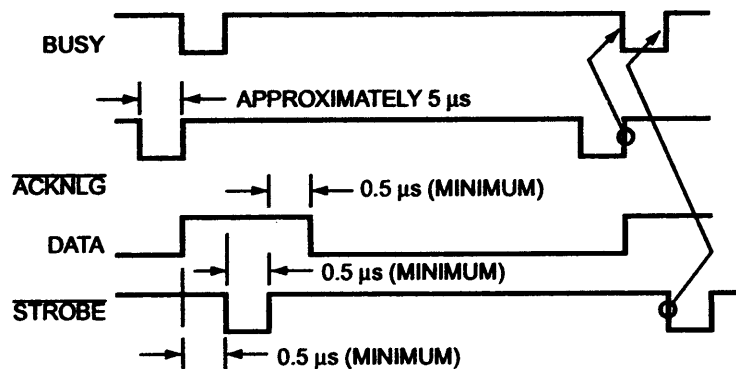 BUSY
APPROXIMATELY 5 µs
ACKNLG
0.5 µs (MINIMUM)
DATA
0.5 µs (MINIMUM)
STROBE
0.5 µs (MINIMUM)